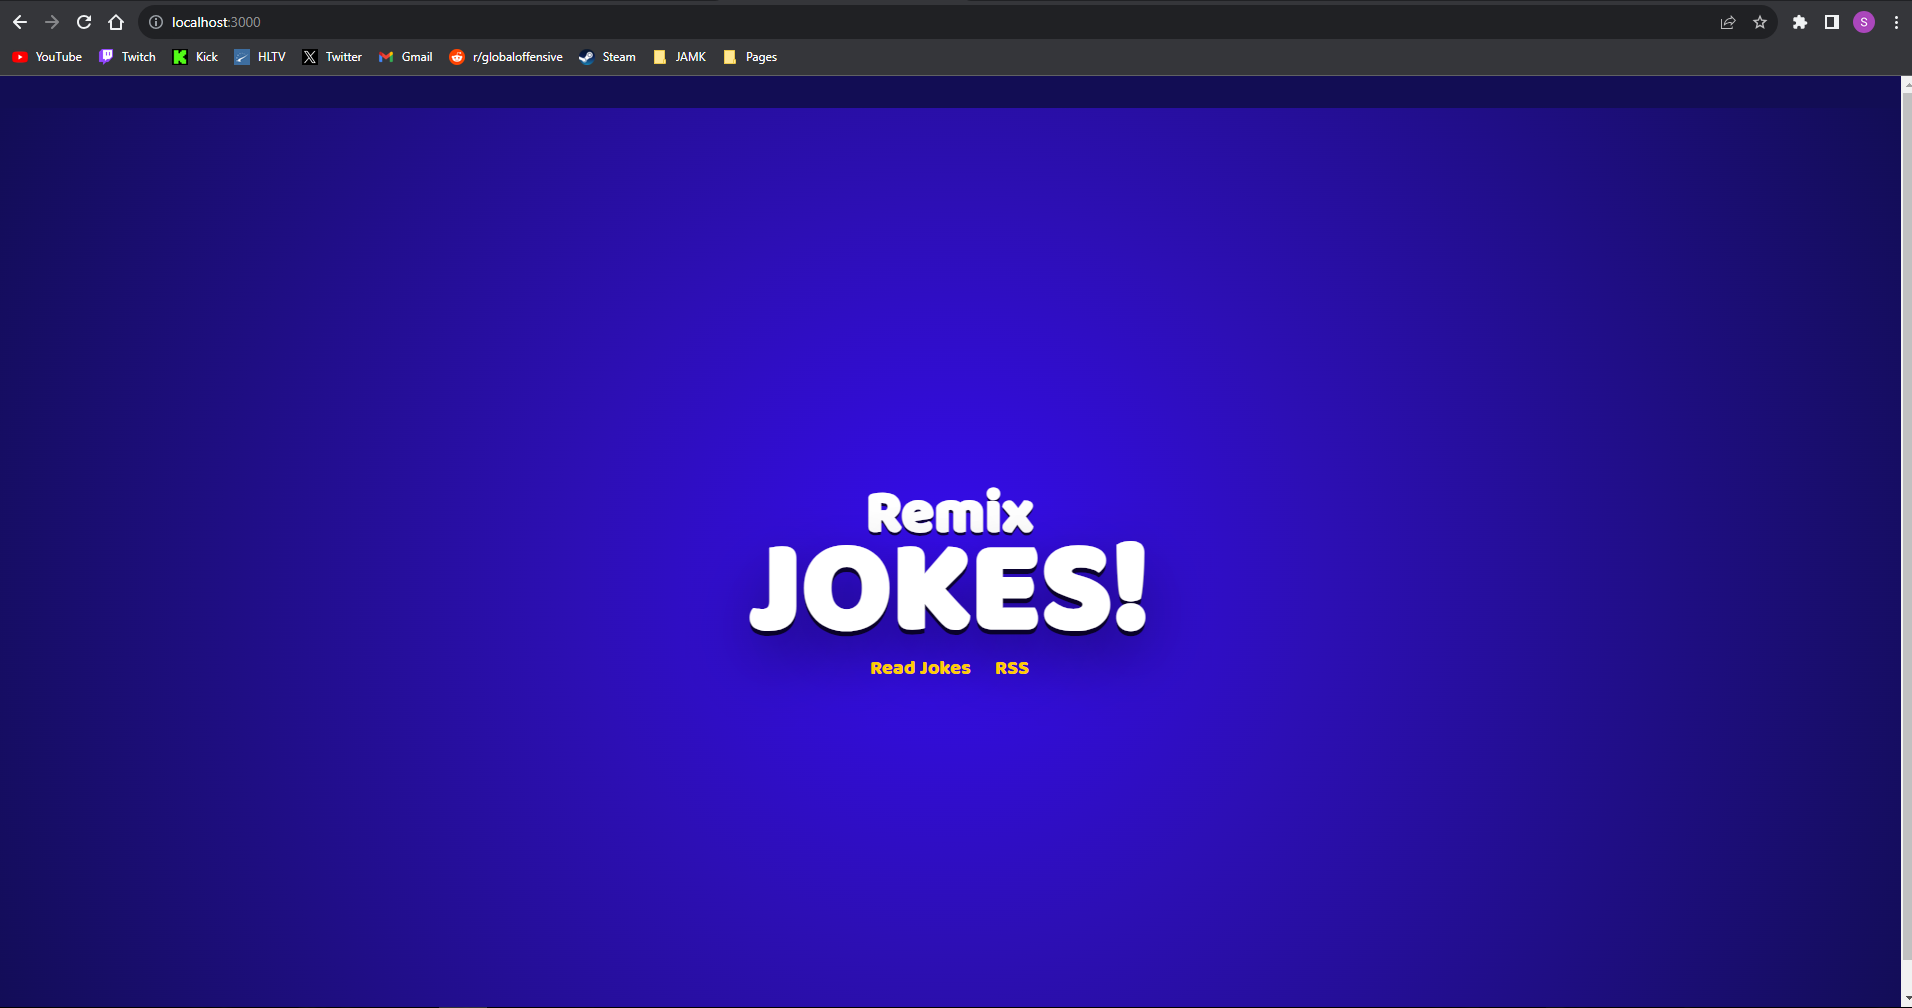 localhost:3000
S
YouTube Twitch Kick HLTV Twitter Gmail r/globaloffensive Steam JAMK Pages
Remix
JOKES!
Read Jokes RSS